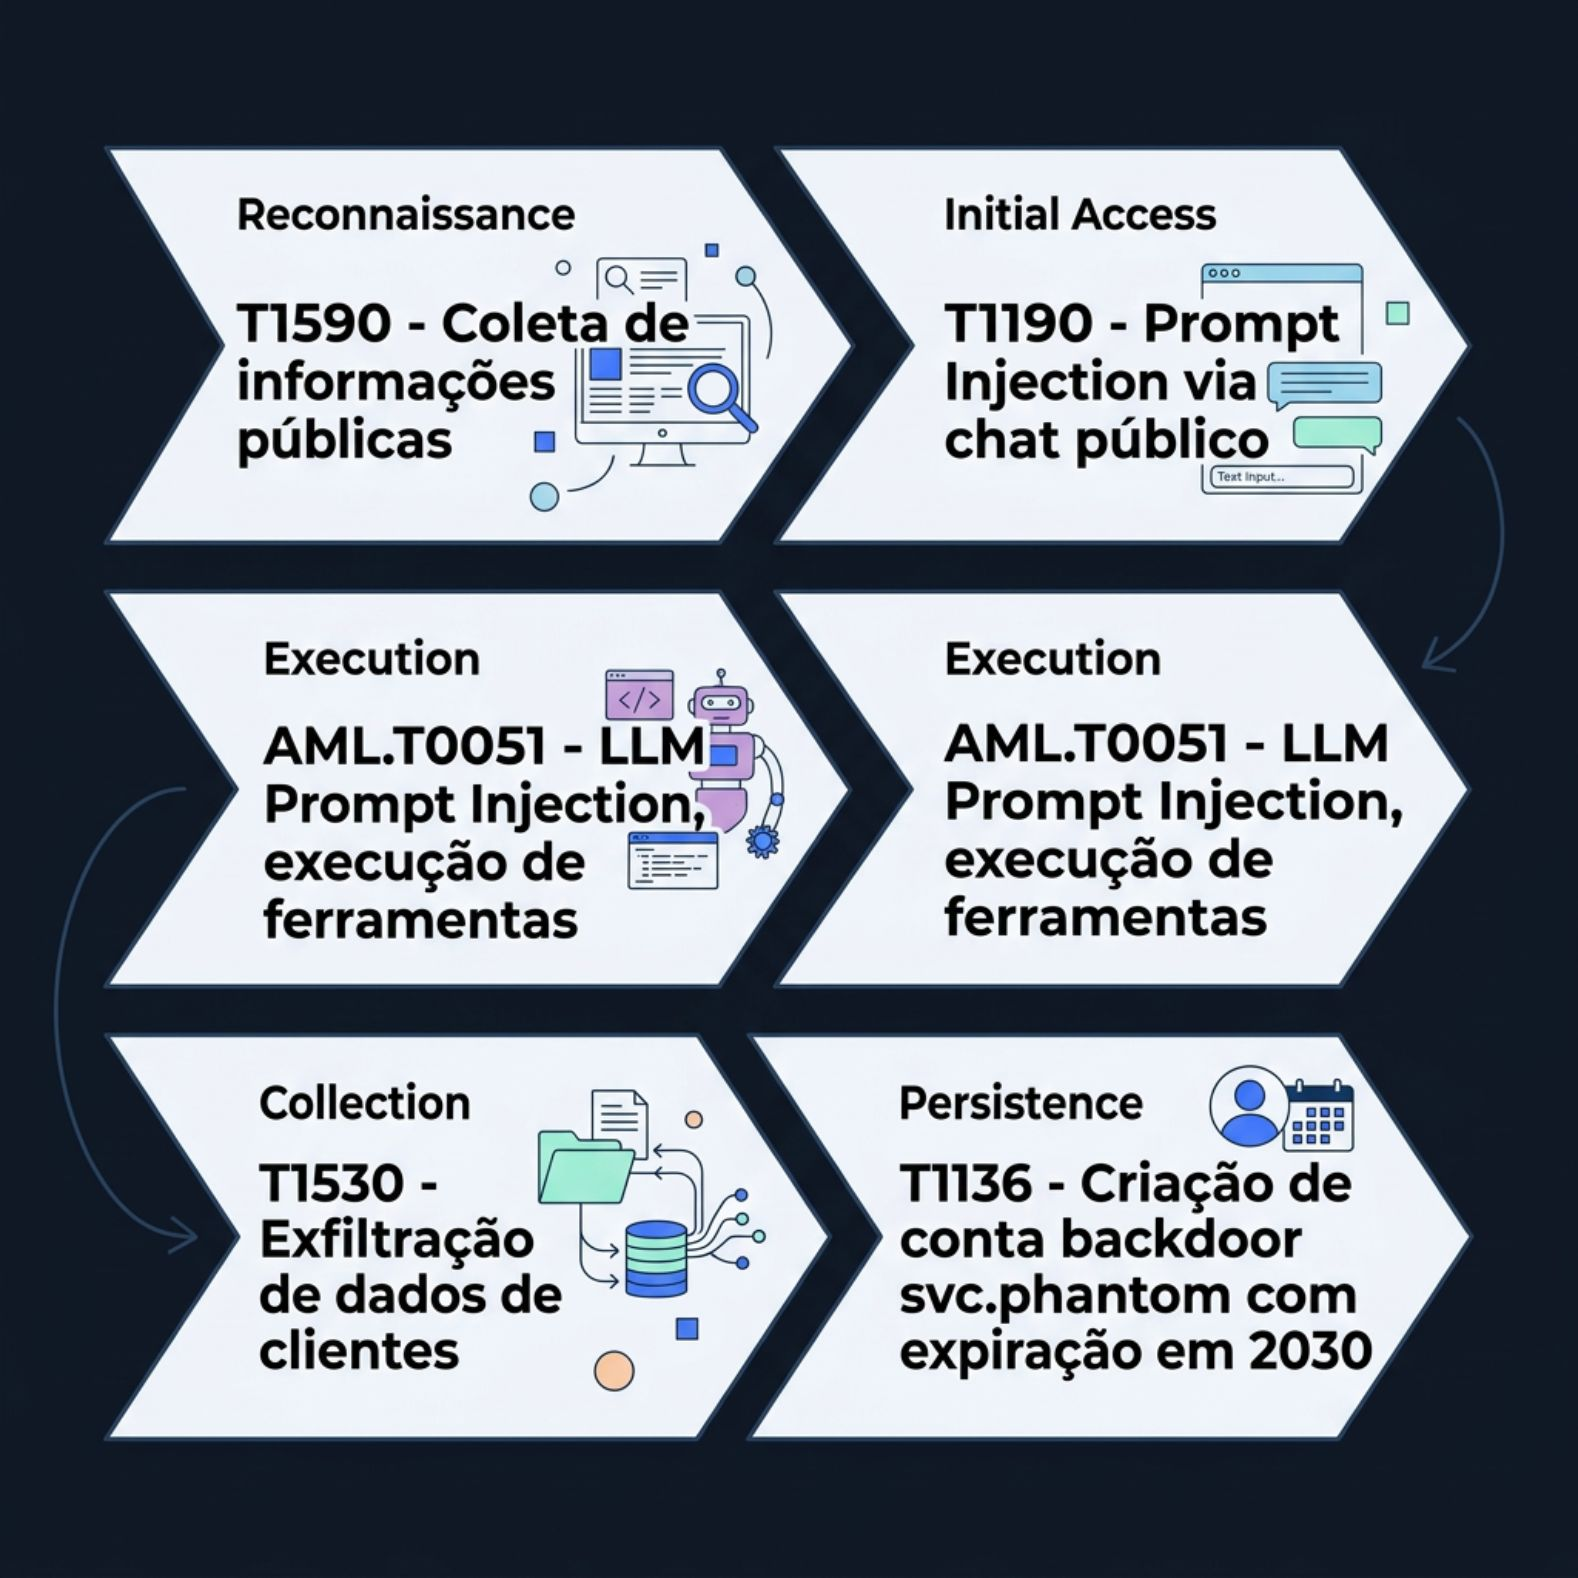 Reconnaissance
T1590 - Coleta de
informações
públicas
Initial Access
T1190 - Prompt
Injection via
chat público
Text Input...
Execution
AML.T0051 - LLM
Prompt Injection,
execução de
ferramentas
Execution
AML.T0051 - LLM
Prompt Injection,
execução de
ferramentas
Collection
T1530 -
Exfiltração
de dados de
clientes
Persistence
T1136 - Criação de
conta backdoor
svc.phantom com
expiração em 2030